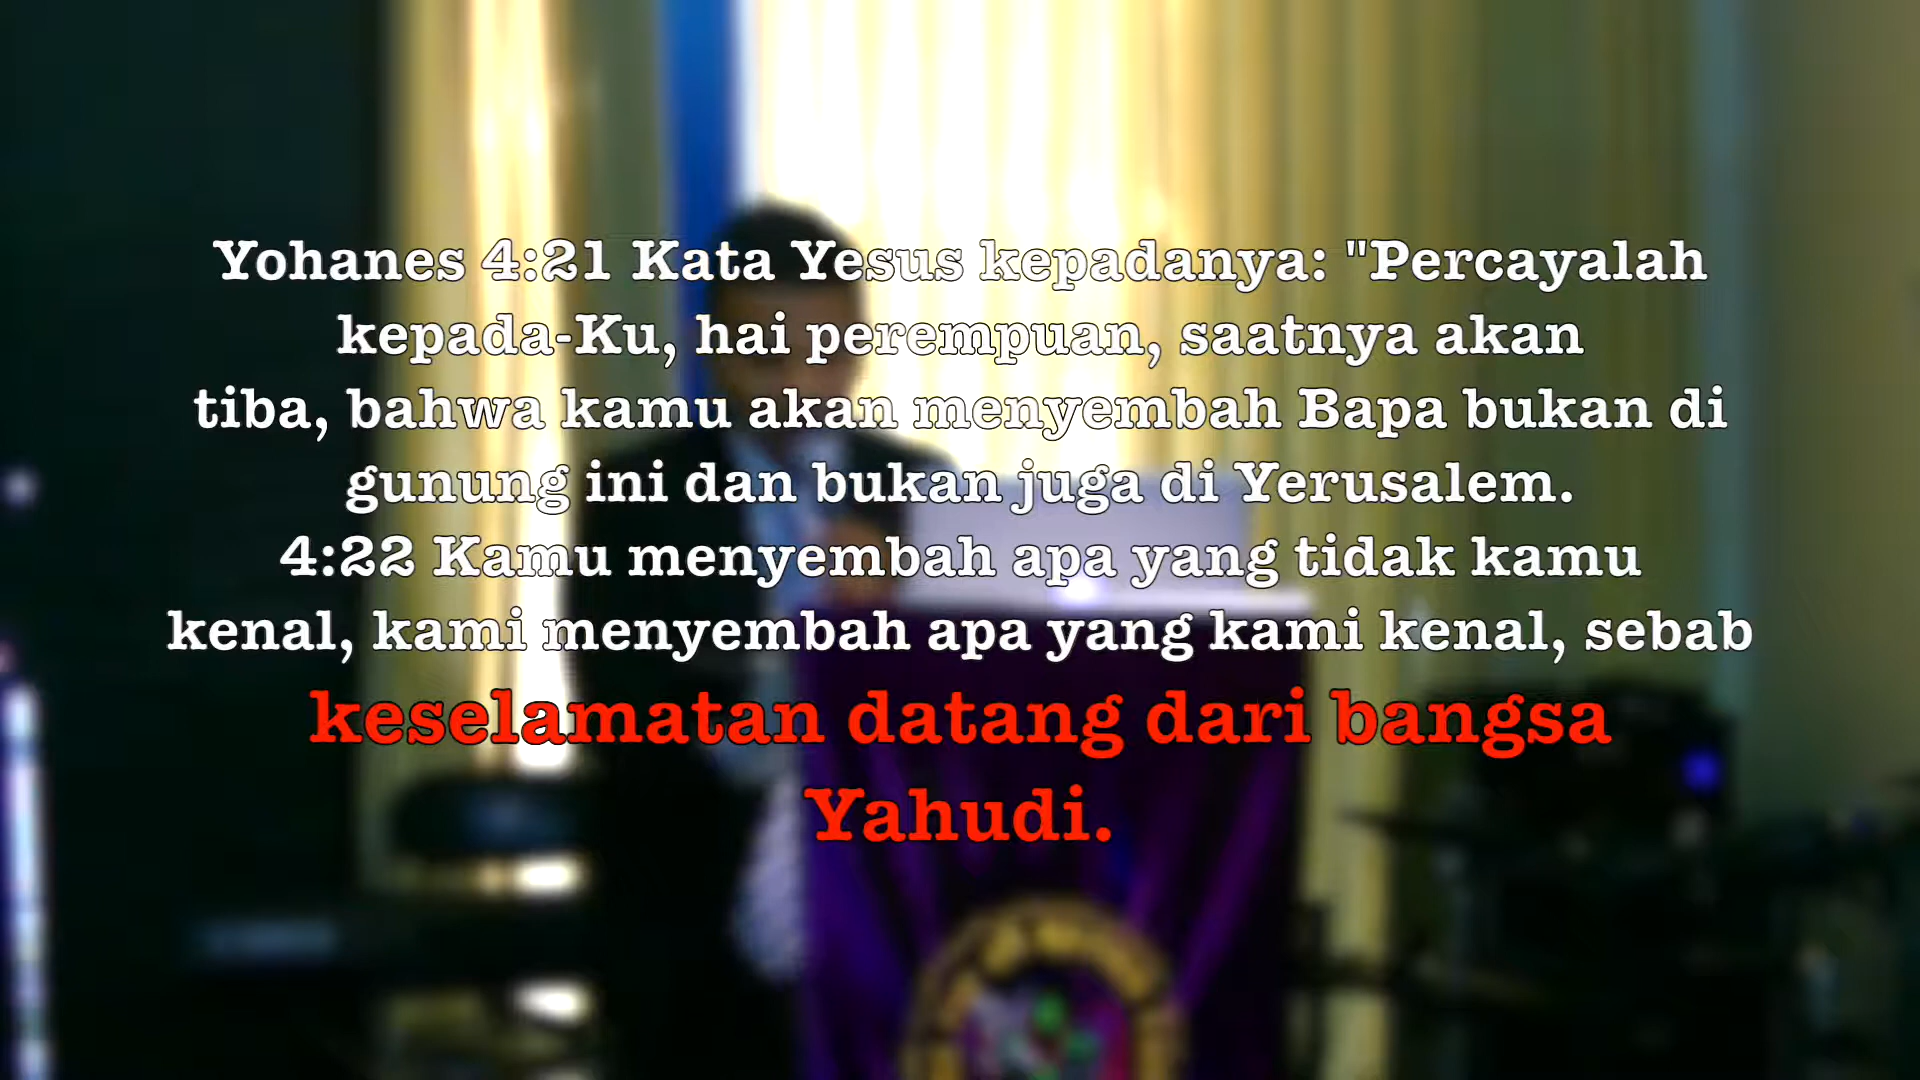 Yohanes 4:21 Kata Yesus kepadanya: "Percayalah
kepada-Ku, hai perempuan, saatnya akan
tiba, bahwa kamu akan menyembah Bapa bukan di
gunung ini dan bukan juga di Yerusalem.
4:22 Kamu menyembah apa yang tidak kamu
kenal, kami menyembah apa yang kami kenal, sebab
keselamatan datang dari bangsa
Yahudi.